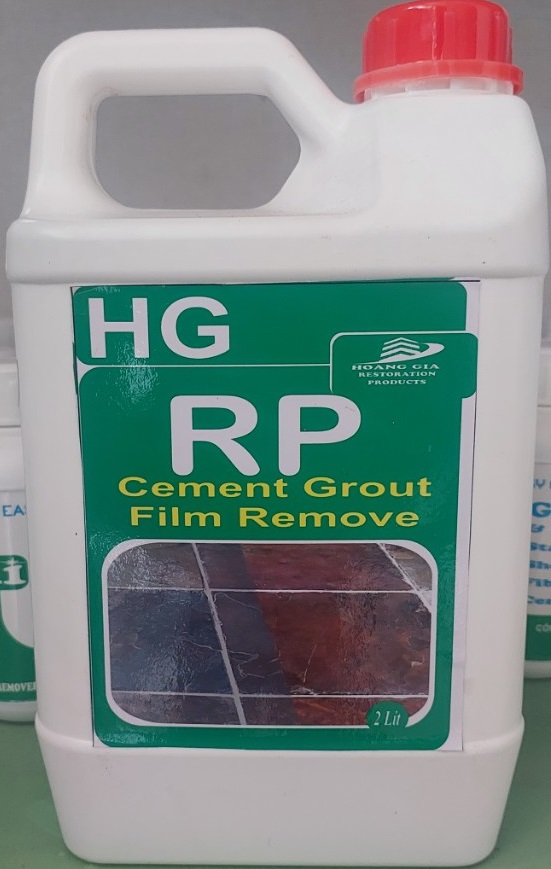 HG
HOANG GIA
RESTORATION
PRODUCTS
RP
Cement Grout
Film Remove
2 Lit